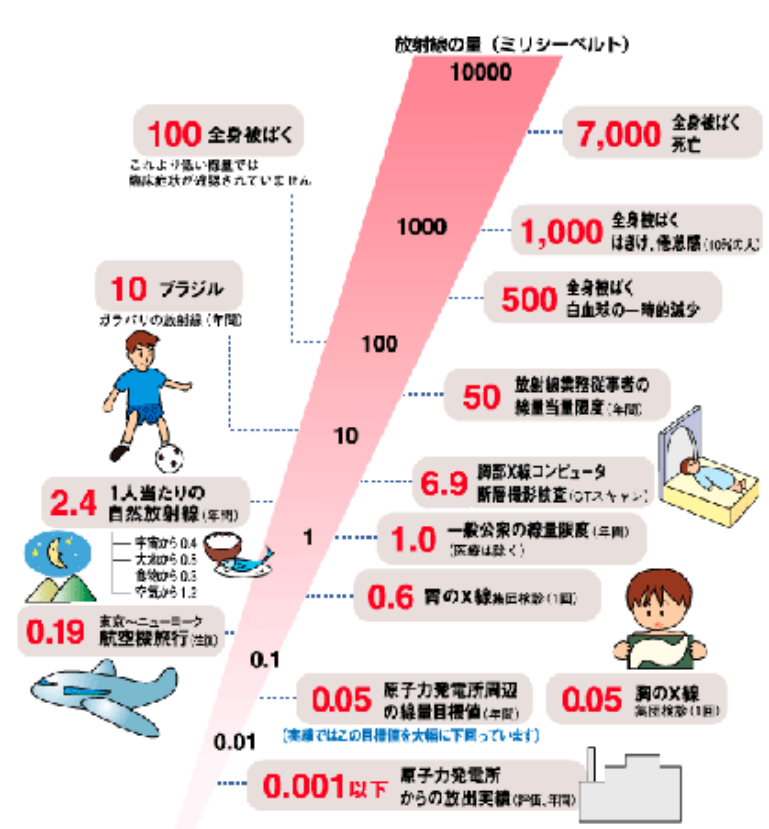 放射線の量（ミリシーベルト）
10000
100 全身被ばく
これより低い線量では
臨床症状が確認されていません
7,000 全身被ばく
死亡
1000
1,000 全身被ばく
はきけ、倦怠感(10%の人)
10 ブラジル
ガラパリの放射線(年間)
500 全身被ばく
白血球の一時的減少
100
50 放射線業務従事者の
線量当量限度(年間)
10
6.9 胸部X線コンピュータ
断層撮影検査(CTスキャン)
2.4 1人当たりの
自然放射線(年間)
宇宙から0.4
大地から0.5
食物から0.3
空気から1.2
1
1.0 一般公衆の線量限度(年間)
(医療は除く)
0.6 胃のX線集団検診(1回)
0.19 東京〜ニューヨーク
航空機旅行(往復)
0.1
0.05 原子力発電所周辺
の線量目標値(年間)
(実績ではこの目標値を大幅に下回っています)
0.05 胸のX線
集団検診(1回)
0.01
0.001以下 原子力発電所
からの放出実績(評価、年間)